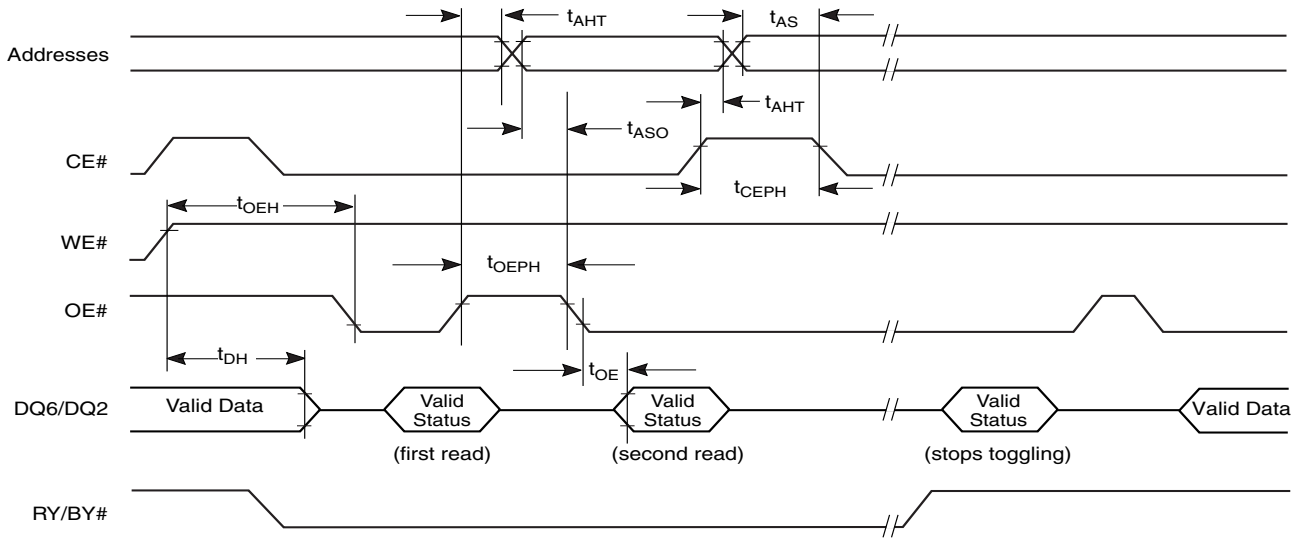 tAHT
tAS
Addresses
tAHT
tASO
CE#
tCEPH
tOEH
WE#
tOEPH
OE#
tDH
tOE
DQ6/DQ2
Valid Data
Valid
Status
Valid
Status
Valid
Status
Valid Data
(first read)
(second read)
(stops toggling)
RY/BY#